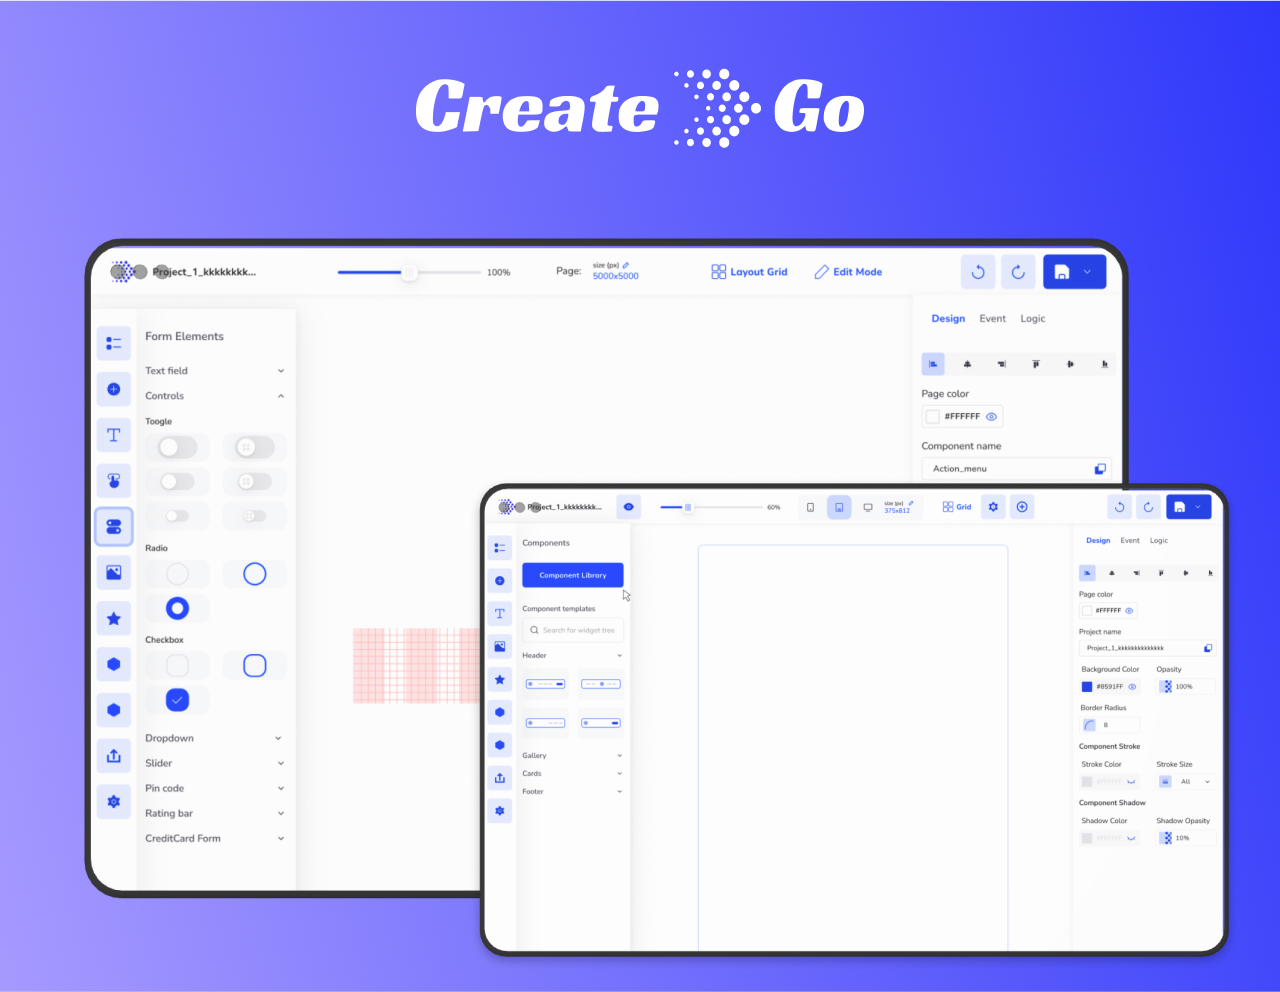 Create Go
Project_1_kkkkkkkk...
100%
Page:
size (px)
5000x5000
Layout Grid
Edit Mode
Form Elements
Text field
Controls
Toogle
Radio
Checkbox
Dropdown
Slider
Pin code
Rating bar
CreditCard Form
Design Event Logic
Page color
#FFFFFF
Component name
Action_menu
Project_1_kkkkkkkk...
60%
size (px)
375x812
Grid
Components
Component Library
Component templates
Search for widget tree
Header
Gallery
Cards
Footer
Design Event Logic
Page color
#FFFFFF
Project name
Project_1_kkkkkkkkkkkkkk
Background Color Opacity
#8591FF 100%
Border Radius
8
Component Stroke
Stroke Color Stroke Size
#FFFFFF All
Component Shadow
Shadow Color Shadow Opacity
#FFFFFF 10%